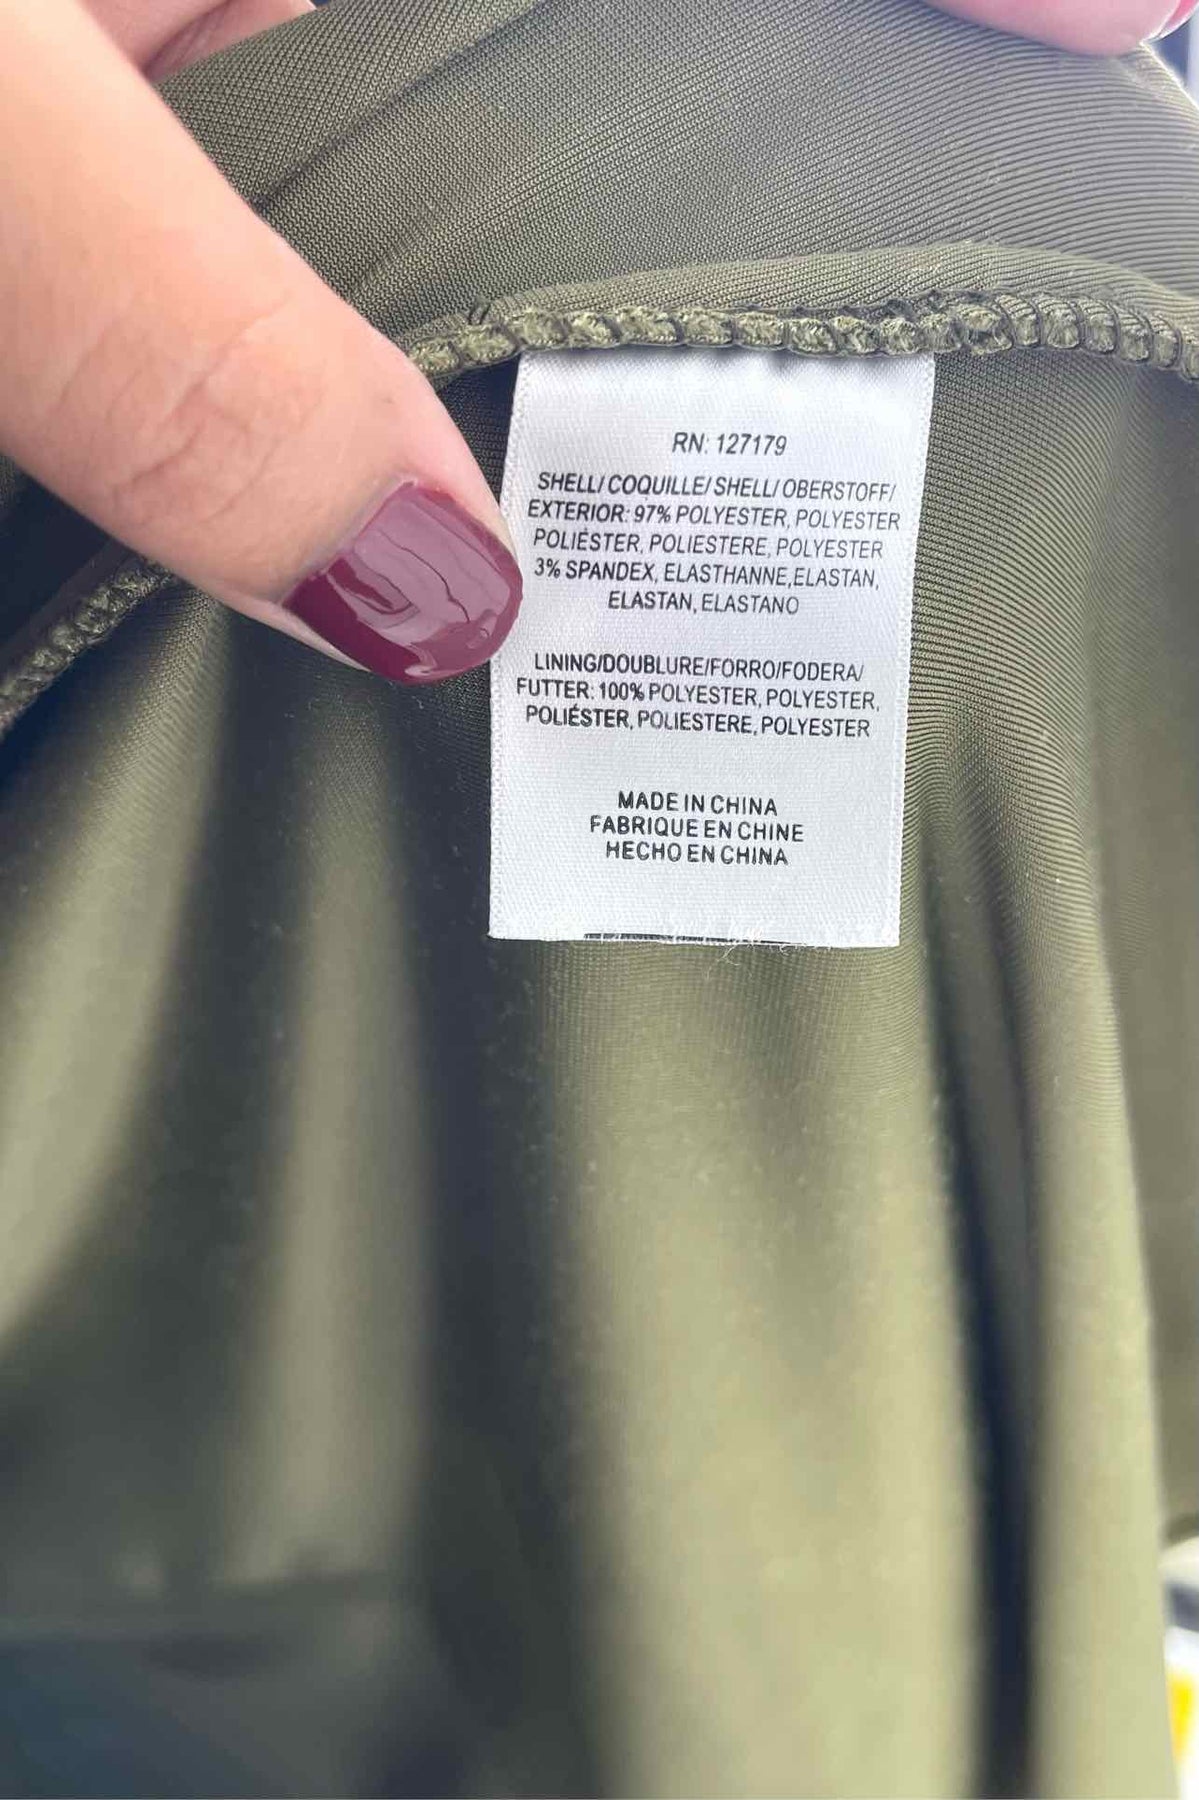 RN: 127179
SHELL/ COQUILLE/ SHELL/ OBERSTOFF/
EXTERIOR: 97% POLYESTER, POLYESTER
POLIÉSTER, POLIESTERE, POLYESTER
3% SPANDEX, ELASTHANNE,ELASTAN,
ELASTAN, ELASTANO
LINING/DOUBLURE/FORRO/FODERA/
FUTTER: 100% POLYESTER, POLYESTER,
POLIÉSTER, POLIESTERE, POLYESTER
MADE IN CHINA
FABRIQUE EN CHINE
HECHO EN CHINA